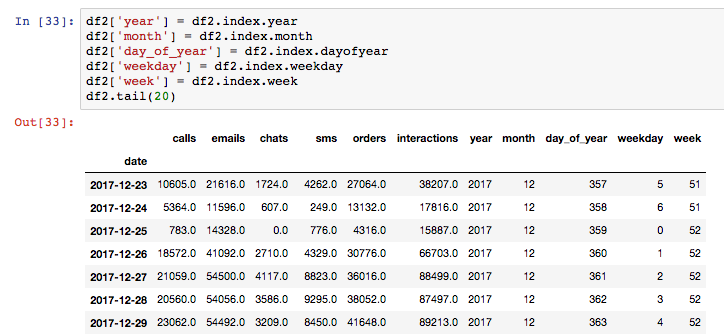 In [33]: df2['year'] = df2.index.year
df2['month'] = df2.index.month
df2['day_of_year'] = df2.index.dayofyear
df2['weekday'] = df2.index.weekday
df2['week'] = df2.index.week
df2.tail(20)
Out[33]:
calls emails chats sms orders interactions year month day_of_year weekday week
date
2017-12-23 10605.0 21616.0 1724.0 4262.0 27064.0 38207.0 2017 12 357 5 51
2017-12-24 5364.0 11596.0 607.0 249.0 13132.0 17816.0 2017 12 358 6 51
2017-12-25 783.0 14328.0 0.0 776.0 4316.0 15887.0 2017 12 359 0 52
2017-12-26 18572.0 41092.0 2710.0 4329.0 30776.0 66703.0 2017 12 360 1 52
2017-12-27 21059.0 54500.0 4117.0 8823.0 36016.0 88499.0 2017 12 361 2 52
2017-12-28 20560.0 54056.0 3586.0 9295.0 38052.0 87497.0 2017 12 362 3 52
2017-12-29 23062.0 54492.0 3209.0 8450.0 41648.0 89213.0 2017 12 363 4 52